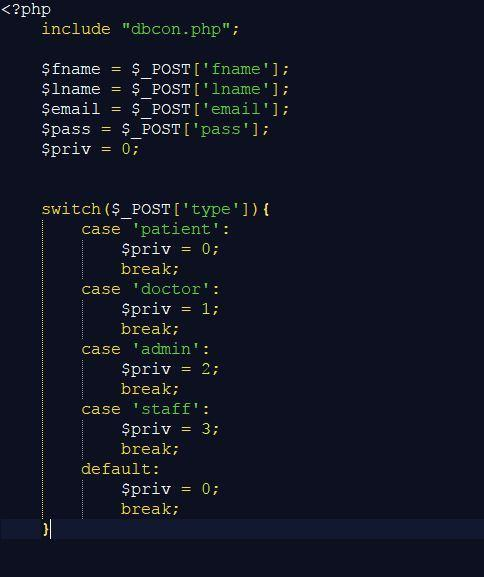 <?php
    include "dbcon.php";

    $fname = $_POST['fname'];
    $lname = $_POST['lname'];
    $email = $_POST['email'];
    $pass = $_POST['pass'];
    $priv = 0;


    switch($_POST['type']){
        case 'patient':
            $priv = 0;
            break;
        case 'doctor':
            $priv = 1;
            break;
        case 'admin':
            $priv = 2;
            break;
        case 'staff':
            $priv = 3;
            break;
        default:
            $priv = 0;
            break;
    }